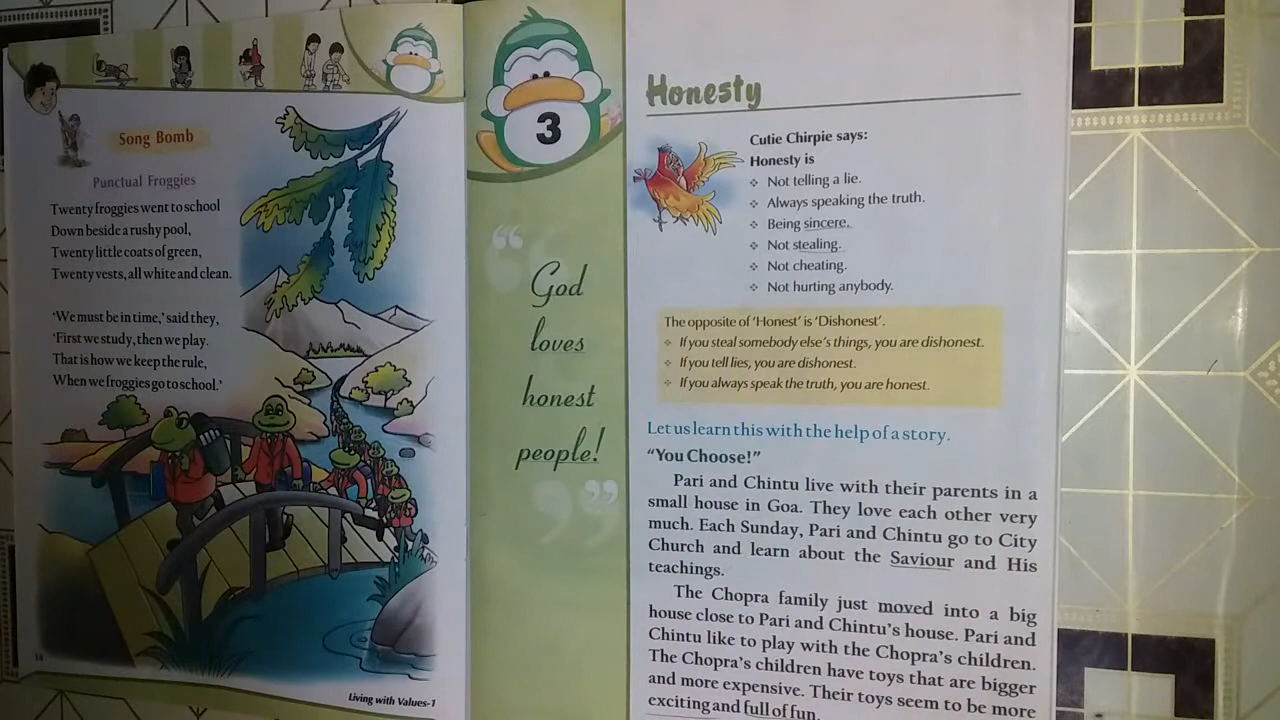 Song Bomb
Punctual Froggies
Twenty froggies went to school
Down beside a rushy pool,
Twenty little coats of green,
Twenty vests, all white and clean.
'We must be in time,' said they,
'First we study, then we play.
That is how we keep the rule,
When we froggies go to school.'
Living with Values-1
3
“God
loves
honest
people!”
Honesty
Cutie Chirpie says:
Honesty is
❖ Not telling a lie.
❖ Always speaking the truth.
❖ Being sincere.
❖ Not stealing.
❖ Not cheating.
❖ Not hurting anybody.
The opposite of 'Honest' is 'Dishonest'.
❖ If you steal somebody else's things, you are dishonest.
❖ If you tell lies, you are dishonest.
❖ If you always speak the truth, you are honest.
Let us learn this with the help of a story.
“You Choose!”
Pari and Chintu live with their parents in a
small house in Goa. They love each other very
much. Each Sunday, Pari and Chintu go to City
Church and learn about the Saviour and His
teachings.
The Chopra family just moved into a big
house close to Pari and Chintu's house. Pari and
Chintu like to play with the Chopra's children.
The Chopra's children have toys that are bigger
and more expensive. Their toys seem to be more
exciting and full of fun.